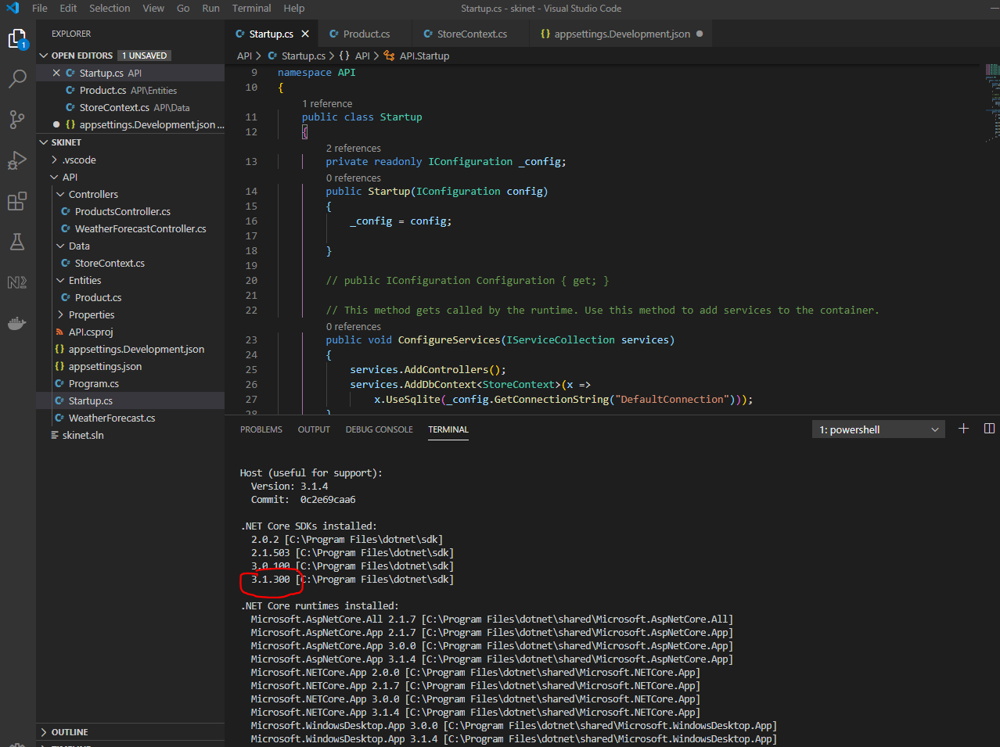 File Edit Selection View Go Run Terminal Help Startup.cs - skinet - Visual Studio Code
EXPLORER
1
OPEN EDITORS 1 UNSAVED
Startup.cs API
Product.cs API\Entities
StoreContext.cs API\Data
{} appsettings.Development.json ...
SKINET
.vscode
API
Controllers
ProductsController.cs
WeatherForecastController.cs
Data
StoreContext.cs
Entities
Product.cs
Properties
API.csproj
{} appsettings.Development.json
{} appsettings.json
Program.cs
Startup.cs
WeatherForecast.cs
skinet.sln
OUTLINE
Startup.cs Product.cs StoreContext.cs {} appsettings.Development.json
API > Startup.cs > {} API > API.Startup
9 namespace API
10 {
1 reference
11 public class Startup
12 {
2 references
13 private readonly IConfiguration _config;
0 references
14 public Startup(IConfiguration config)
15 {
16 _config = config;
17
18 }
19
20 // public IConfiguration Configuration { get; }
21
22 // This method gets called by the runtime. Use this method to add services to the container.
0 references
23 public void ConfigureServices(IServiceCollection services)
24 {
25 services.AddControllers();
26 services.AddDbContext<StoreContext>(x =>
27 x.UseSqlite(_config.GetConnectionString("DefaultConnection")));
28 }
PROBLEMS OUTPUT DEBUG CONSOLE TERMINAL 1: powershell
Host (useful for support):
Version: 3.1.4
Commit: 0c2e69caa6
.NET Core SDKs installed:
2.0.2 [C:\Program Files\dotnet\sdk]
2.1.503 [C:\Program Files\dotnet\sdk]
3.0.100 [C:\Program Files\dotnet\sdk]
3.1.300 [C:\Program Files\dotnet\sdk]
.NET Core runtimes installed:
Microsoft.AspNetCore.All 2.1.7 [C:\Program Files\dotnet\shared\Microsoft.AspNetCore.All]
Microsoft.AspNetCore.App 2.1.7 [C:\Program Files\dotnet\shared\Microsoft.AspNetCore.App]
Microsoft.AspNetCore.App 3.0.0 [C:\Program Files\dotnet\shared\Microsoft.AspNetCore.App]
Microsoft.AspNetCore.App 3.1.4 [C:\Program Files\dotnet\shared\Microsoft.AspNetCore.App]
Microsoft.NETCore.App 2.0.0 [C:\Program Files\dotnet\shared\Microsoft.NETCore.App]
Microsoft.NETCore.App 2.1.7 [C:\Program Files\dotnet\shared\Microsoft.NETCore.App]
Microsoft.NETCore.App 3.0.0 [C:\Program Files\dotnet\shared\Microsoft.NETCore.App]
Microsoft.NETCore.App 3.1.4 [C:\Program Files\dotnet\shared\Microsoft.NETCore.App]
Microsoft.WindowsDesktop.App 3.0.0 [C:\Program Files\dotnet\shared\Microsoft.WindowsDesktop.App]
Microsoft.WindowsDesktop.App 3.1.4 [C:\Program Files\dotnet\shared\Microsoft.WindowsDesktop.App]